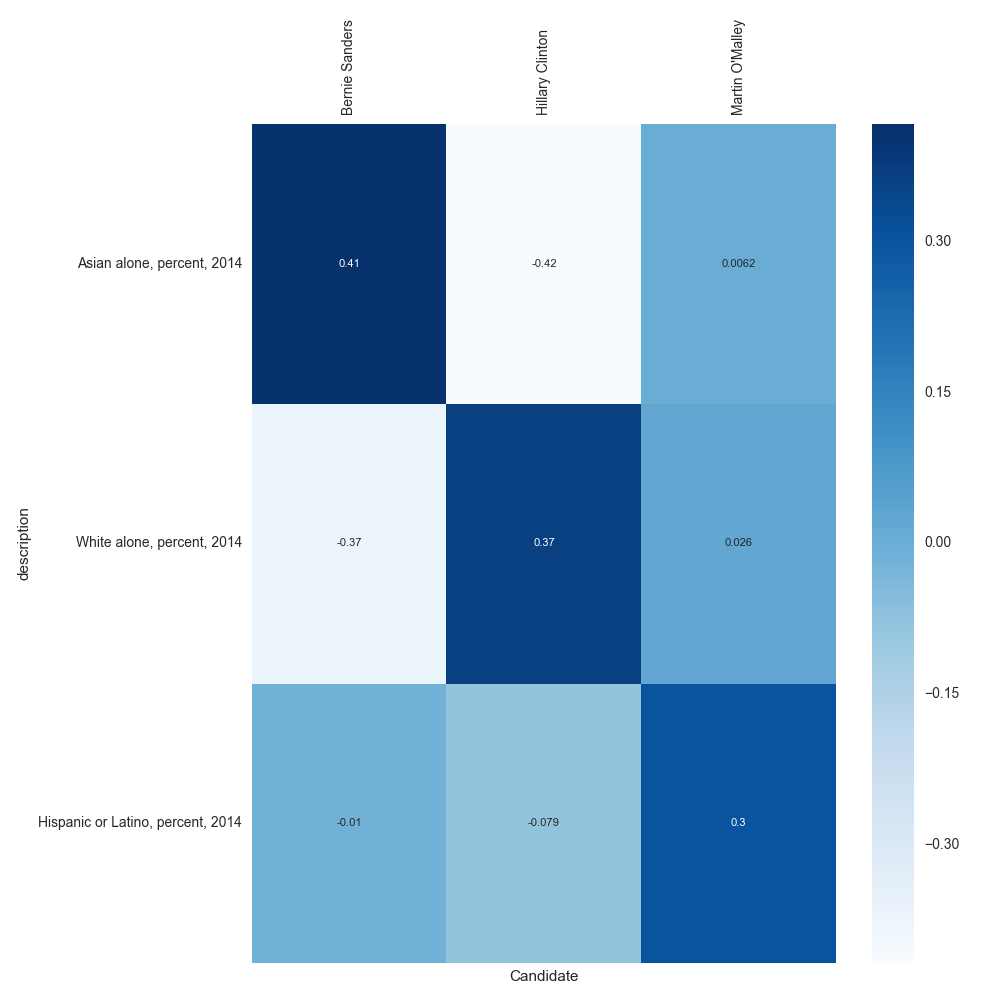 Bernie Sanders
Hillary Clinton
Martin O'Malley
Asian alone, percent, 2014
0.41
-0.42
0.0062
White alone, percent, 2014
-0.37
0.37
0.026
Hispanic or Latino, percent, 2014
-0.01
-0.079
0.3
description
Candidate
0.30
0.15
0.00
−0.15
−0.30